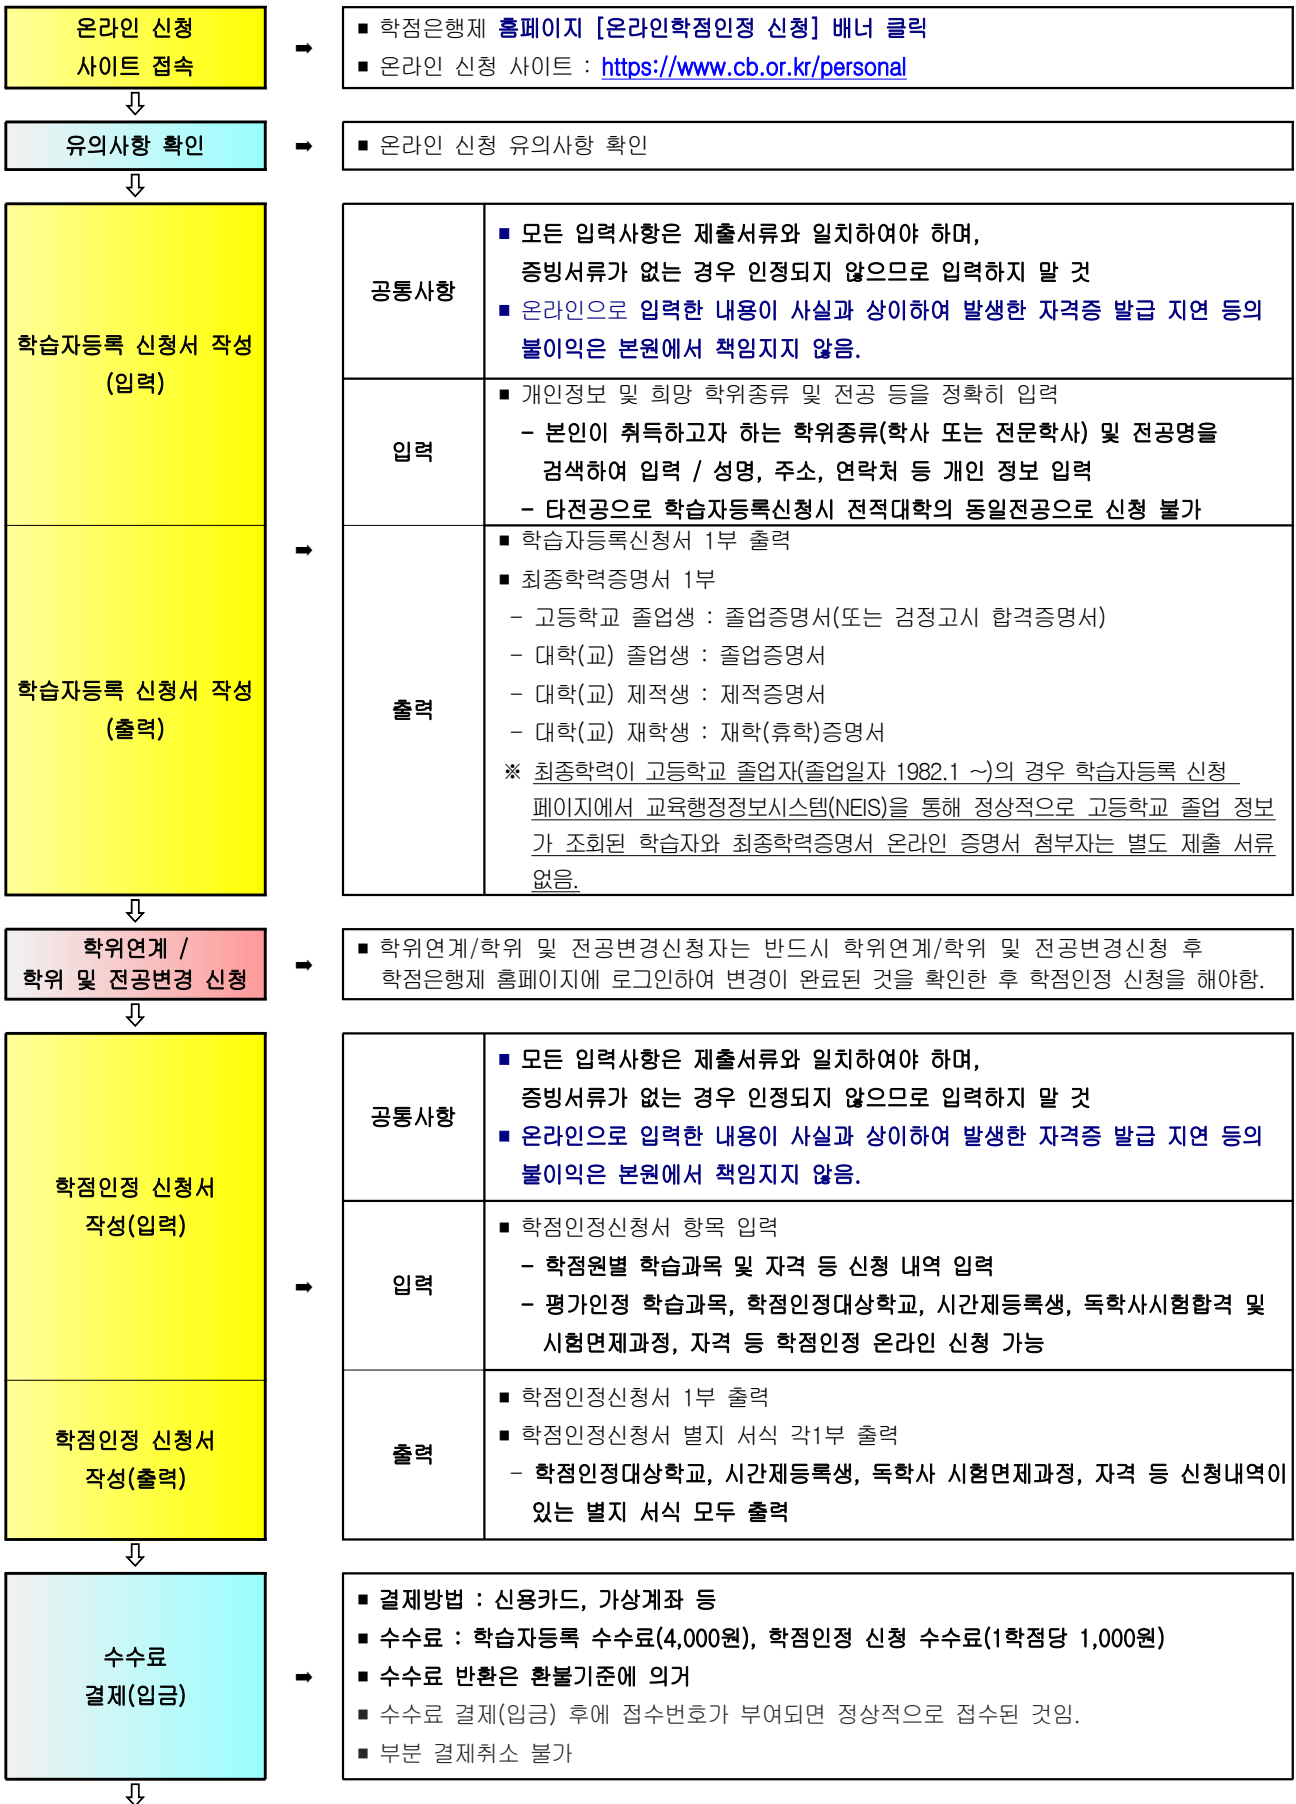 온라인 신청
사이트 접속
➡
■ 학점은행제 홈페이지 [온라인학점인정 신청] 배너 클릭
■ 온라인 신청 사이트 : https://www.cb.or.kr/personal
⇩
유의사항 확인
➡
■ 온라인 신청 유의사항 확인
⇩
학습자등록 신청서 작성
(입력)
학습자등록 신청서 작성
(출력)
➡
공통사항
■ 모든 입력사항은 제출서류와 일치하여야 하며,
증빙서류가 없는 경우 인정되지 않으므로 입력하지 말 것
■ 온라인으로 입력한 내용이 사실과 상이하여 발생한 자격증 발급 지연 등의
불이익은 본원에서 책임지지 않음.
입력
■ 개인정보 및 희망 학위종류 및 전공 등을 정확히 입력
- 본인이 취득하고자 하는 학위종류(학사 또는 전문학사) 및 전공명을
검색하여 입력 / 성명, 주소, 연락처 등 개인 정보 입력
- 타전공으로 학습자등록신청시 전적대학의 동일전공으로 신청 불가
출력
■ 학습자등록신청서 1부 출력
■ 최종학력증명서 1부
- 고등학교 졸업생 : 졸업증명서(또는 검정고시 합격증명서)
- 대학(교) 졸업생 : 졸업증명서
- 대학(교) 제적생 : 제적증명서
- 대학(교) 재학생 : 재학(휴학)증명서
※ 최종학력이 고등학교 졸업자(졸업일자 1982.1 ~)의 경우 학습자등록 신청
페이지에서 교육행정정보시스템(NEIS)을 통해 정상적으로 고등학교 졸업 정보
가 조회된 학습자와 최종학력증명서 온라인 증명서 첨부자는 별도 제출 서류
없음.
⇩
학위연계 /
학위 및 전공변경 신청
➡
■ 학위연계/학위 및 전공변경신청자는 반드시 학위연계/학위 및 전공변경신청 후
학점은행제 홈페이지에 로그인하여 변경이 완료된 것을 확인한 후 학점인정 신청을 해야함.
⇩
학점인정 신청서
작성(입력)
학점인정 신청서
작성(출력)
➡
공통사항
■ 모든 입력사항은 제출서류와 일치하여야 하며,
증빙서류가 없는 경우 인정되지 않으므로 입력하지 말 것
■ 온라인으로 입력한 내용이 사실과 상이하여 발생한 자격증 발급 지연 등의
불이익은 본원에서 책임지지 않음.
입력
■ 학점인정신청서 항목 입력
- 학점원별 학습과목 및 자격 등 신청 내역 입력
- 평가인정 학습과목, 학점인정대상학교, 시간제등록생, 독학사시험합격 및
시험면제과정, 자격 등 학점인정 온라인 신청 가능
출력
■ 학점인정신청서 1부 출력
■ 학점인정신청서 별지 서식 각1부 출력
- 학점인정대상학교, 시간제등록생, 독학사 시험면제과정, 자격 등 신청내역이
있는 별지 서식 모두 출력
⇩
수수료
결제(입금)
➡
■ 결제방법 : 신용카드, 가상계좌 등
■ 수수료 : 학습자등록 수수료(4,000원), 학점인정 신청 수수료(1학점당 1,000원)
■ 수수료 반환은 환불기준에 의거
■ 수수료 결제(입금) 후에 접수번호가 부여되면 정상적으로 접수된 것임.
■ 부분 결제취소 불가
⇩